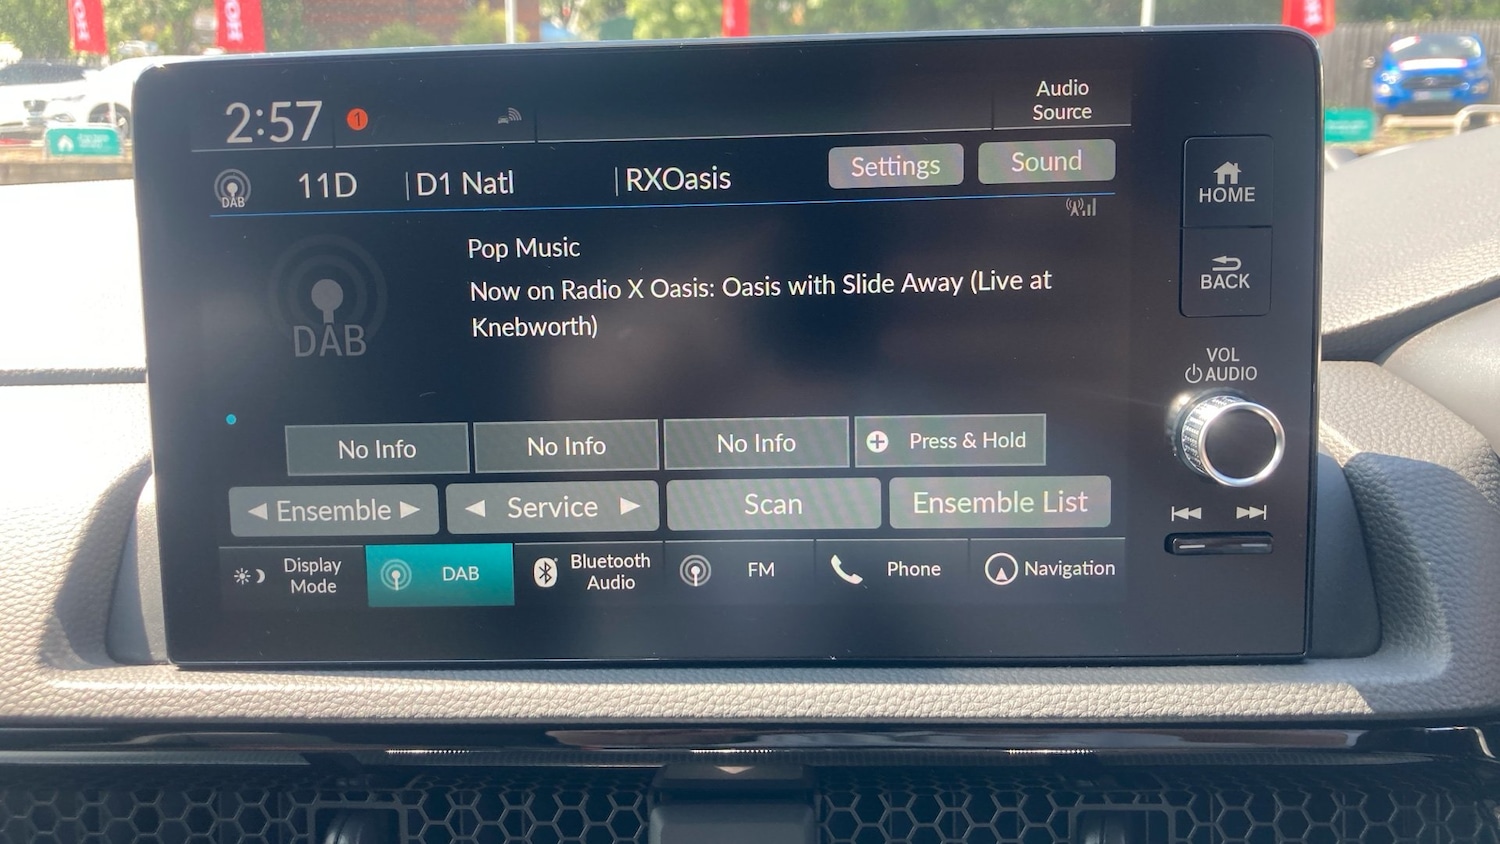 2:57
1
Audio
Source
DAB
11D
D1 Natl
RXOasis
Settings
Sound
HOME
Pop Music
Now on Radio X Oasis: Oasis with Slide Away (Live at
Knebworth)
DAB
BACK
VOL
AUDIO
No Info
No Info
No Info
Press & Hold
Ensemble
Service
Scan
Ensemble List
Display
Mode
DAB
Bluetooth
Audio
FM
Phone
Navigation